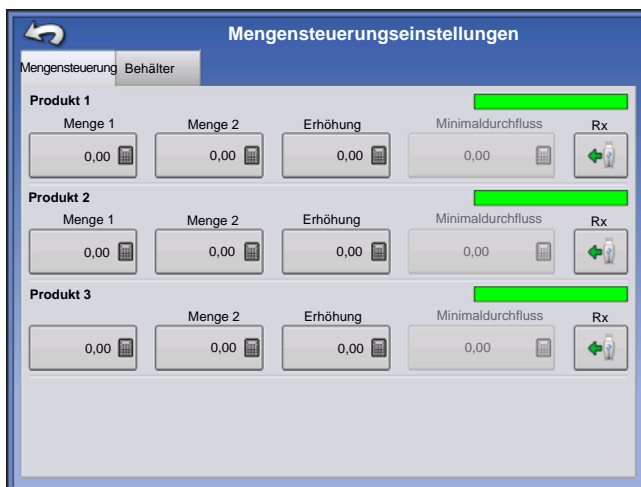 Mengensteuerungseinstellungen
Mengensteuerung Behälter
Produkt 1
Menge 1 Menge 2 Erhöhung Minimaldurchfluss Rx
0,00 0,00 0,00 0,00
Produkt 2
Menge 1 Menge 2 Erhöhung Minimaldurchfluss Rx
0,00 0,00 0,00 0,00
Produkt 3
Menge 2 Erhöhung Minimaldurchfluss Rx
0,00 0,00 0,00 0,00